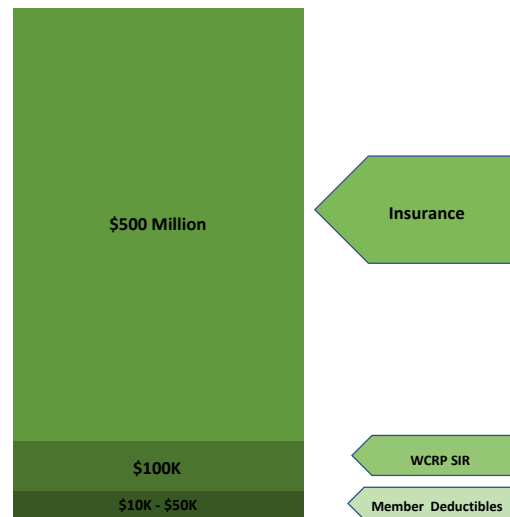 $500 Million
Insurance
$100K
WCRP SIR
$10K - $50K
Member Deductibles